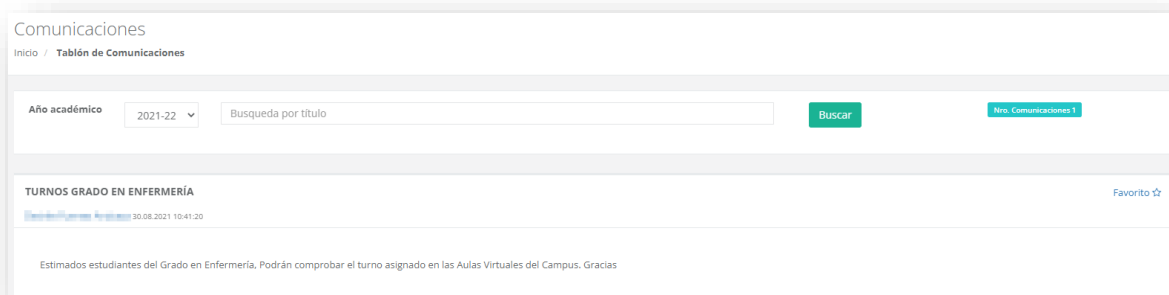 Comunicaciones
Inicio / Tablón de Comunicaciones
Año académico 2021-22 Busqueda por título Buscar Nro. Comunicaciones 1
TURNOS GRADO EN ENFERMERÍA Favorito
30.08.2021 10:41:20
Estimados estudiantes del Grado en Enfermería, Podrán comprobar el turno asignado en las Aulas Virtuales del Campus. Gracias